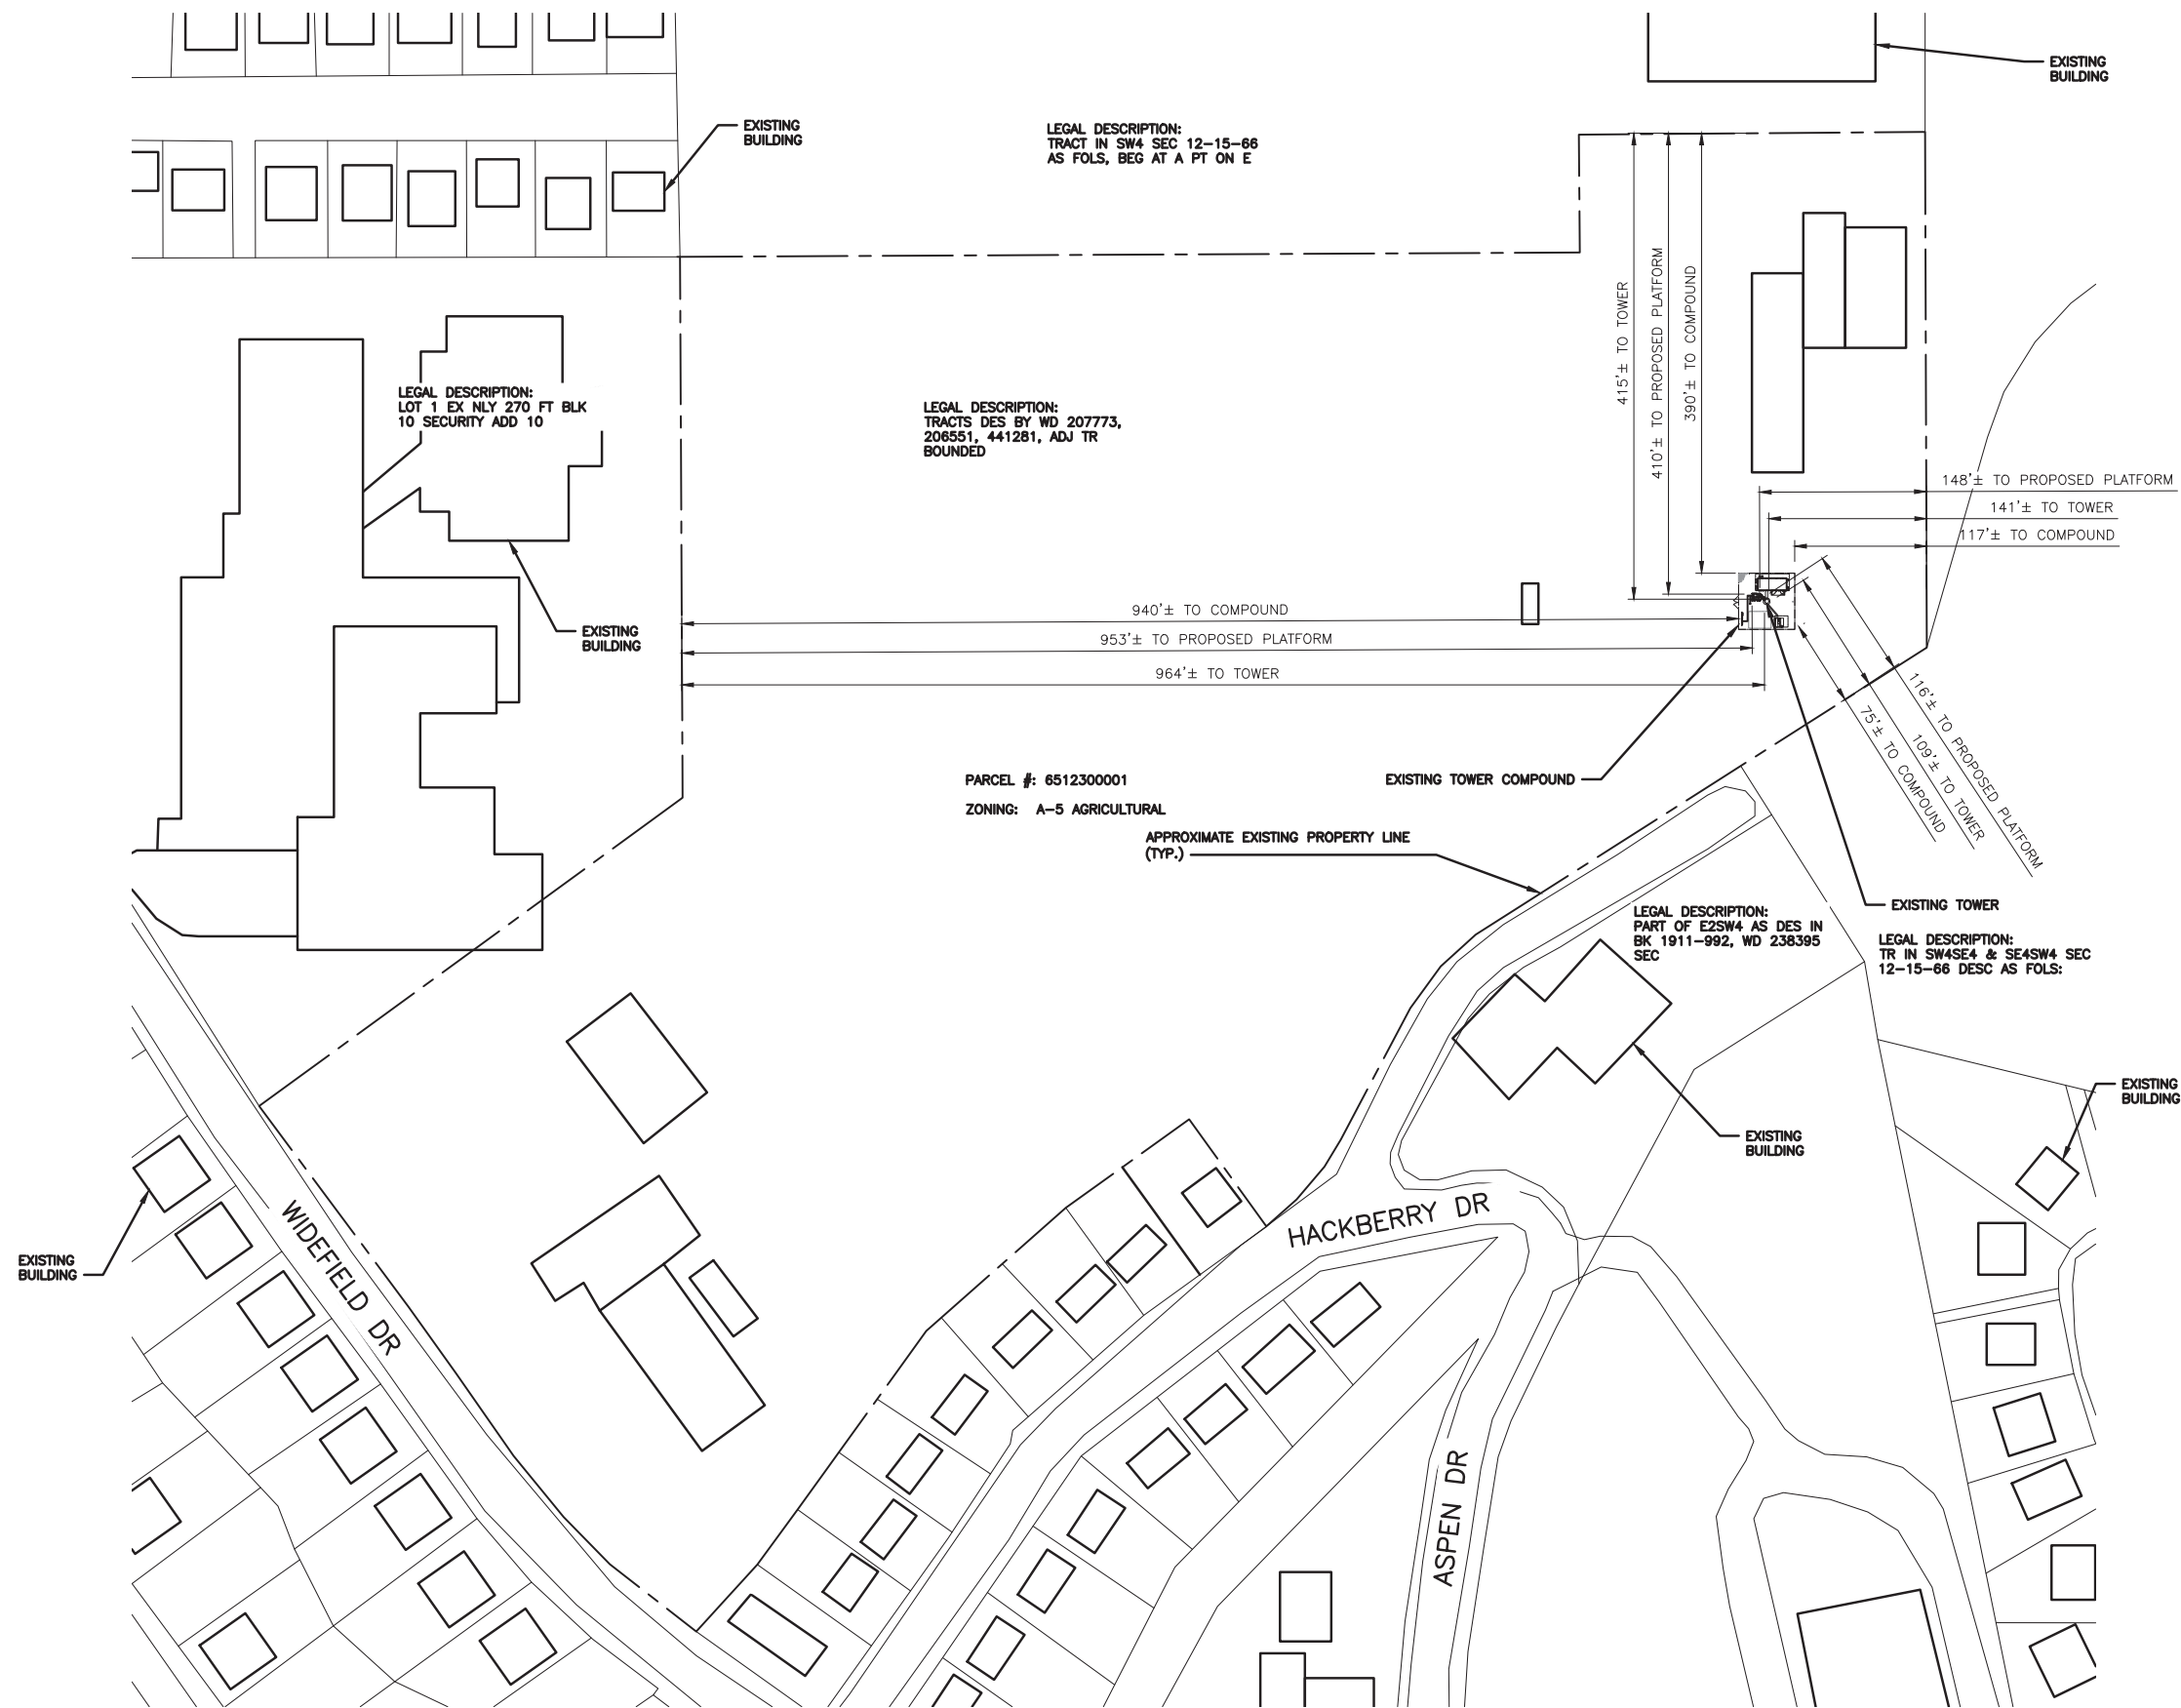 EXISTING
BUILDING
EXISTING
BUILDING
LEGAL DESCRIPTION:
TRACT IN SW4 SEC 12-15-66
AS FOLS, BEG AT A PT ON E
415'± TO TOWER
410'± TO PROPOSED PLATFORM
390'± TO COMPOUND
LEGAL DESCRIPTION:
LOT 1 EX NLY 270 FT BLK
10 SECURITY ADD 10
LEGAL DESCRIPTION:
TRACTS DES BY WD 207773,
206551, 441281, ADJ TR
BOUNDED
148'± TO PROPOSED PLATFORM
141'± TO TOWER
117'± TO COMPOUND
940'± TO COMPOUND
953'± TO PROPOSED PLATFORM
964'± TO TOWER
EXISTING
BUILDING
116'± TO PROPOSED PLATFORM
109'± TO TOWER
75'± TO COMPOUND
PARCEL #: 6512300001
ZONING: A-5 AGRICULTURAL
EXISTING TOWER COMPOUND
APPROXIMATE EXISTING PROPERTY LINE
(TYP.)
EXISTING TOWER
LEGAL DESCRIPTION:
PART OF E2SW4 AS DES IN
BK 1911-992, WD 238395
SEC
LEGAL DESCRIPTION:
TR IN SW4SE4 & SE4SW4 SEC
12-15-66 DESC AS FOLS:
EXISTING
BUILDING
EXISTING
BUILDING
EXISTING
BUILDING
WIDEFIELD DR
HACKBERRY DR
ASPEN DR